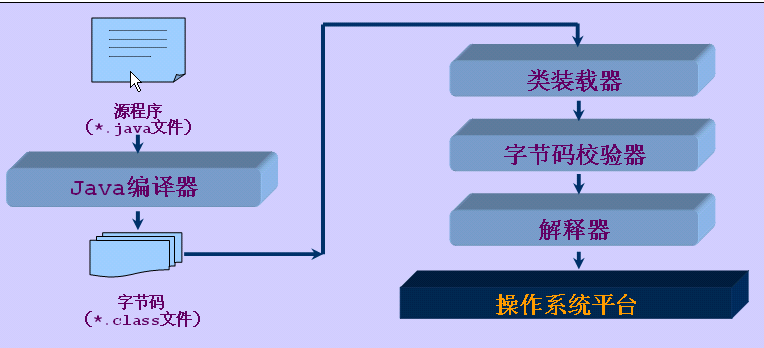 源程序
(*.java文件)
Java编译器
字节码
(*.class文件)
类装载器
字节码校验器
解释器
操作系统平台